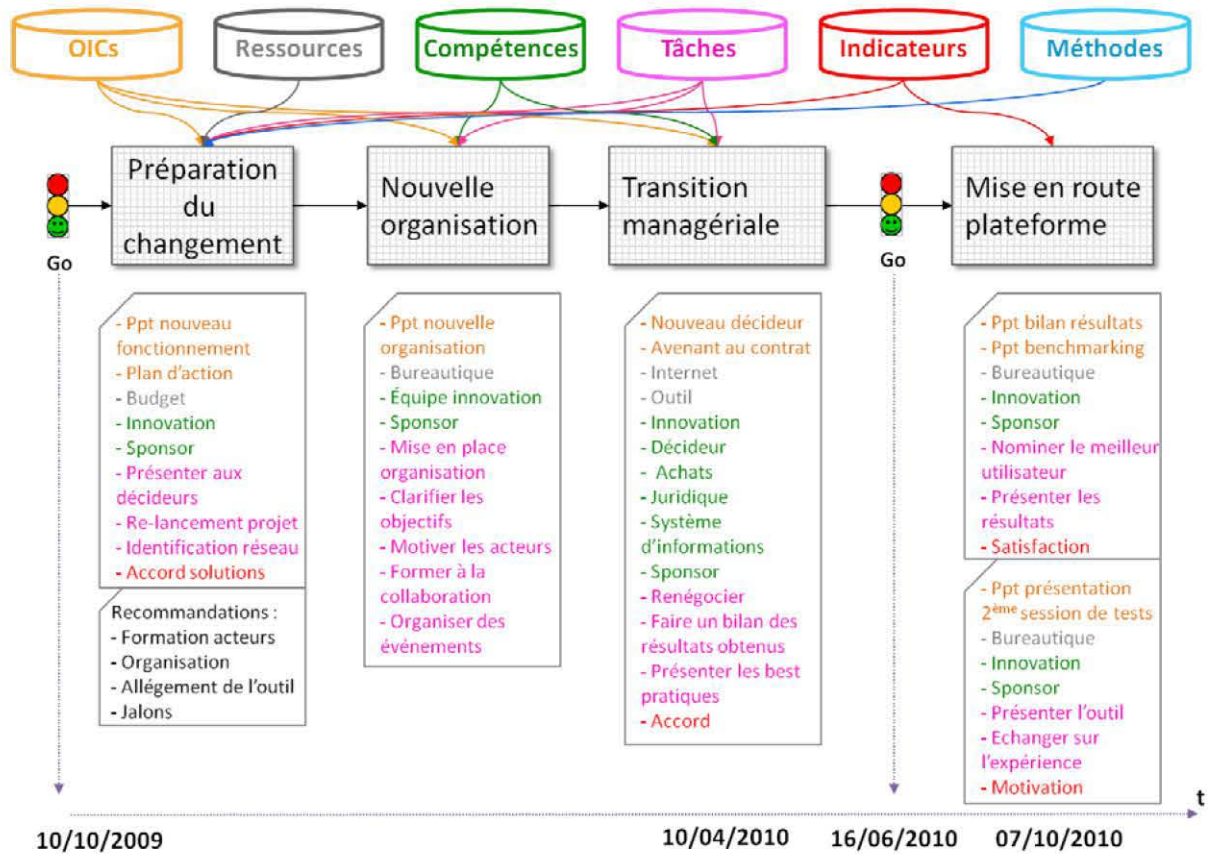 OICs
Ressources
Compétences
Tâches
Indicateurs
Méthodes
Préparation
du
changement
Nouvelle
organisation
Transition
managériale
Mise en route
plateforme
Go
Go
- Ppt nouveau
fonctionnement
- Plan d'action
- Budget
- Innovation
- Sponsor
- Présenter aux
décideurs
- Re-lancement projet
- Identification réseau
- Accord solutions
Recommandations :
- Formation acteurs
- Organisation
- Allégement de l'outil
- Jalons
- Ppt nouvelle
organisation
- Bureautique
- Équipe innovation
- Sponsor
- Mise en place
organisation
- Clarifier les
objectifs
- Motiver les acteurs
- Former à la
collaboration
- Organiser des
événements
- Nouveau décideur
- Avenant au contrat
- Internet
- Outil
- Innovation
- Décideur
- Achats
- Juridique
- Système
d'informations
- Sponsor
- Renégocier
- Faire un bilan des
résultats obtenus
- Présenter les best
pratiques
- Accord
- Ppt bilan résultats
- Ppt benchmarking
- Bureautique
- Innovation
- Sponsor
- Nominer le meilleur
utilisateur
- Présenter les
résultats
- Satisfaction
- Ppt présentation
2ème session de tests
- Bureautique
- Innovation
- Sponsor
- Présenter l'outil
- Echanger sur
l'expérience
- Motivation
t
10/10/2009
10/04/2010
16/06/2010
07/10/2010